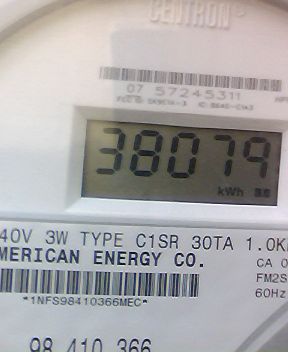 CENTRON®
07 57245311
38079
kWh
40V 3W TYPE C1SR 30TA 1.0K
MERICAN ENERGY CO.
CA 0
FM2S
60Hz
*1NFS98410366MEC*
98 410 366